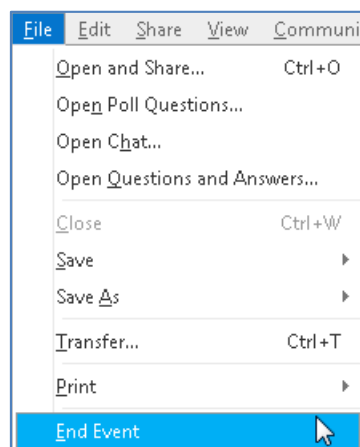 File Edit Share View Communi
Open and Share... Ctrl+O
Open Poll Questions...
Open Chat...
Open Questions and Answers...
Close Ctrl+W
Save
Save As
Transfer... Ctrl+T
Print
End Event